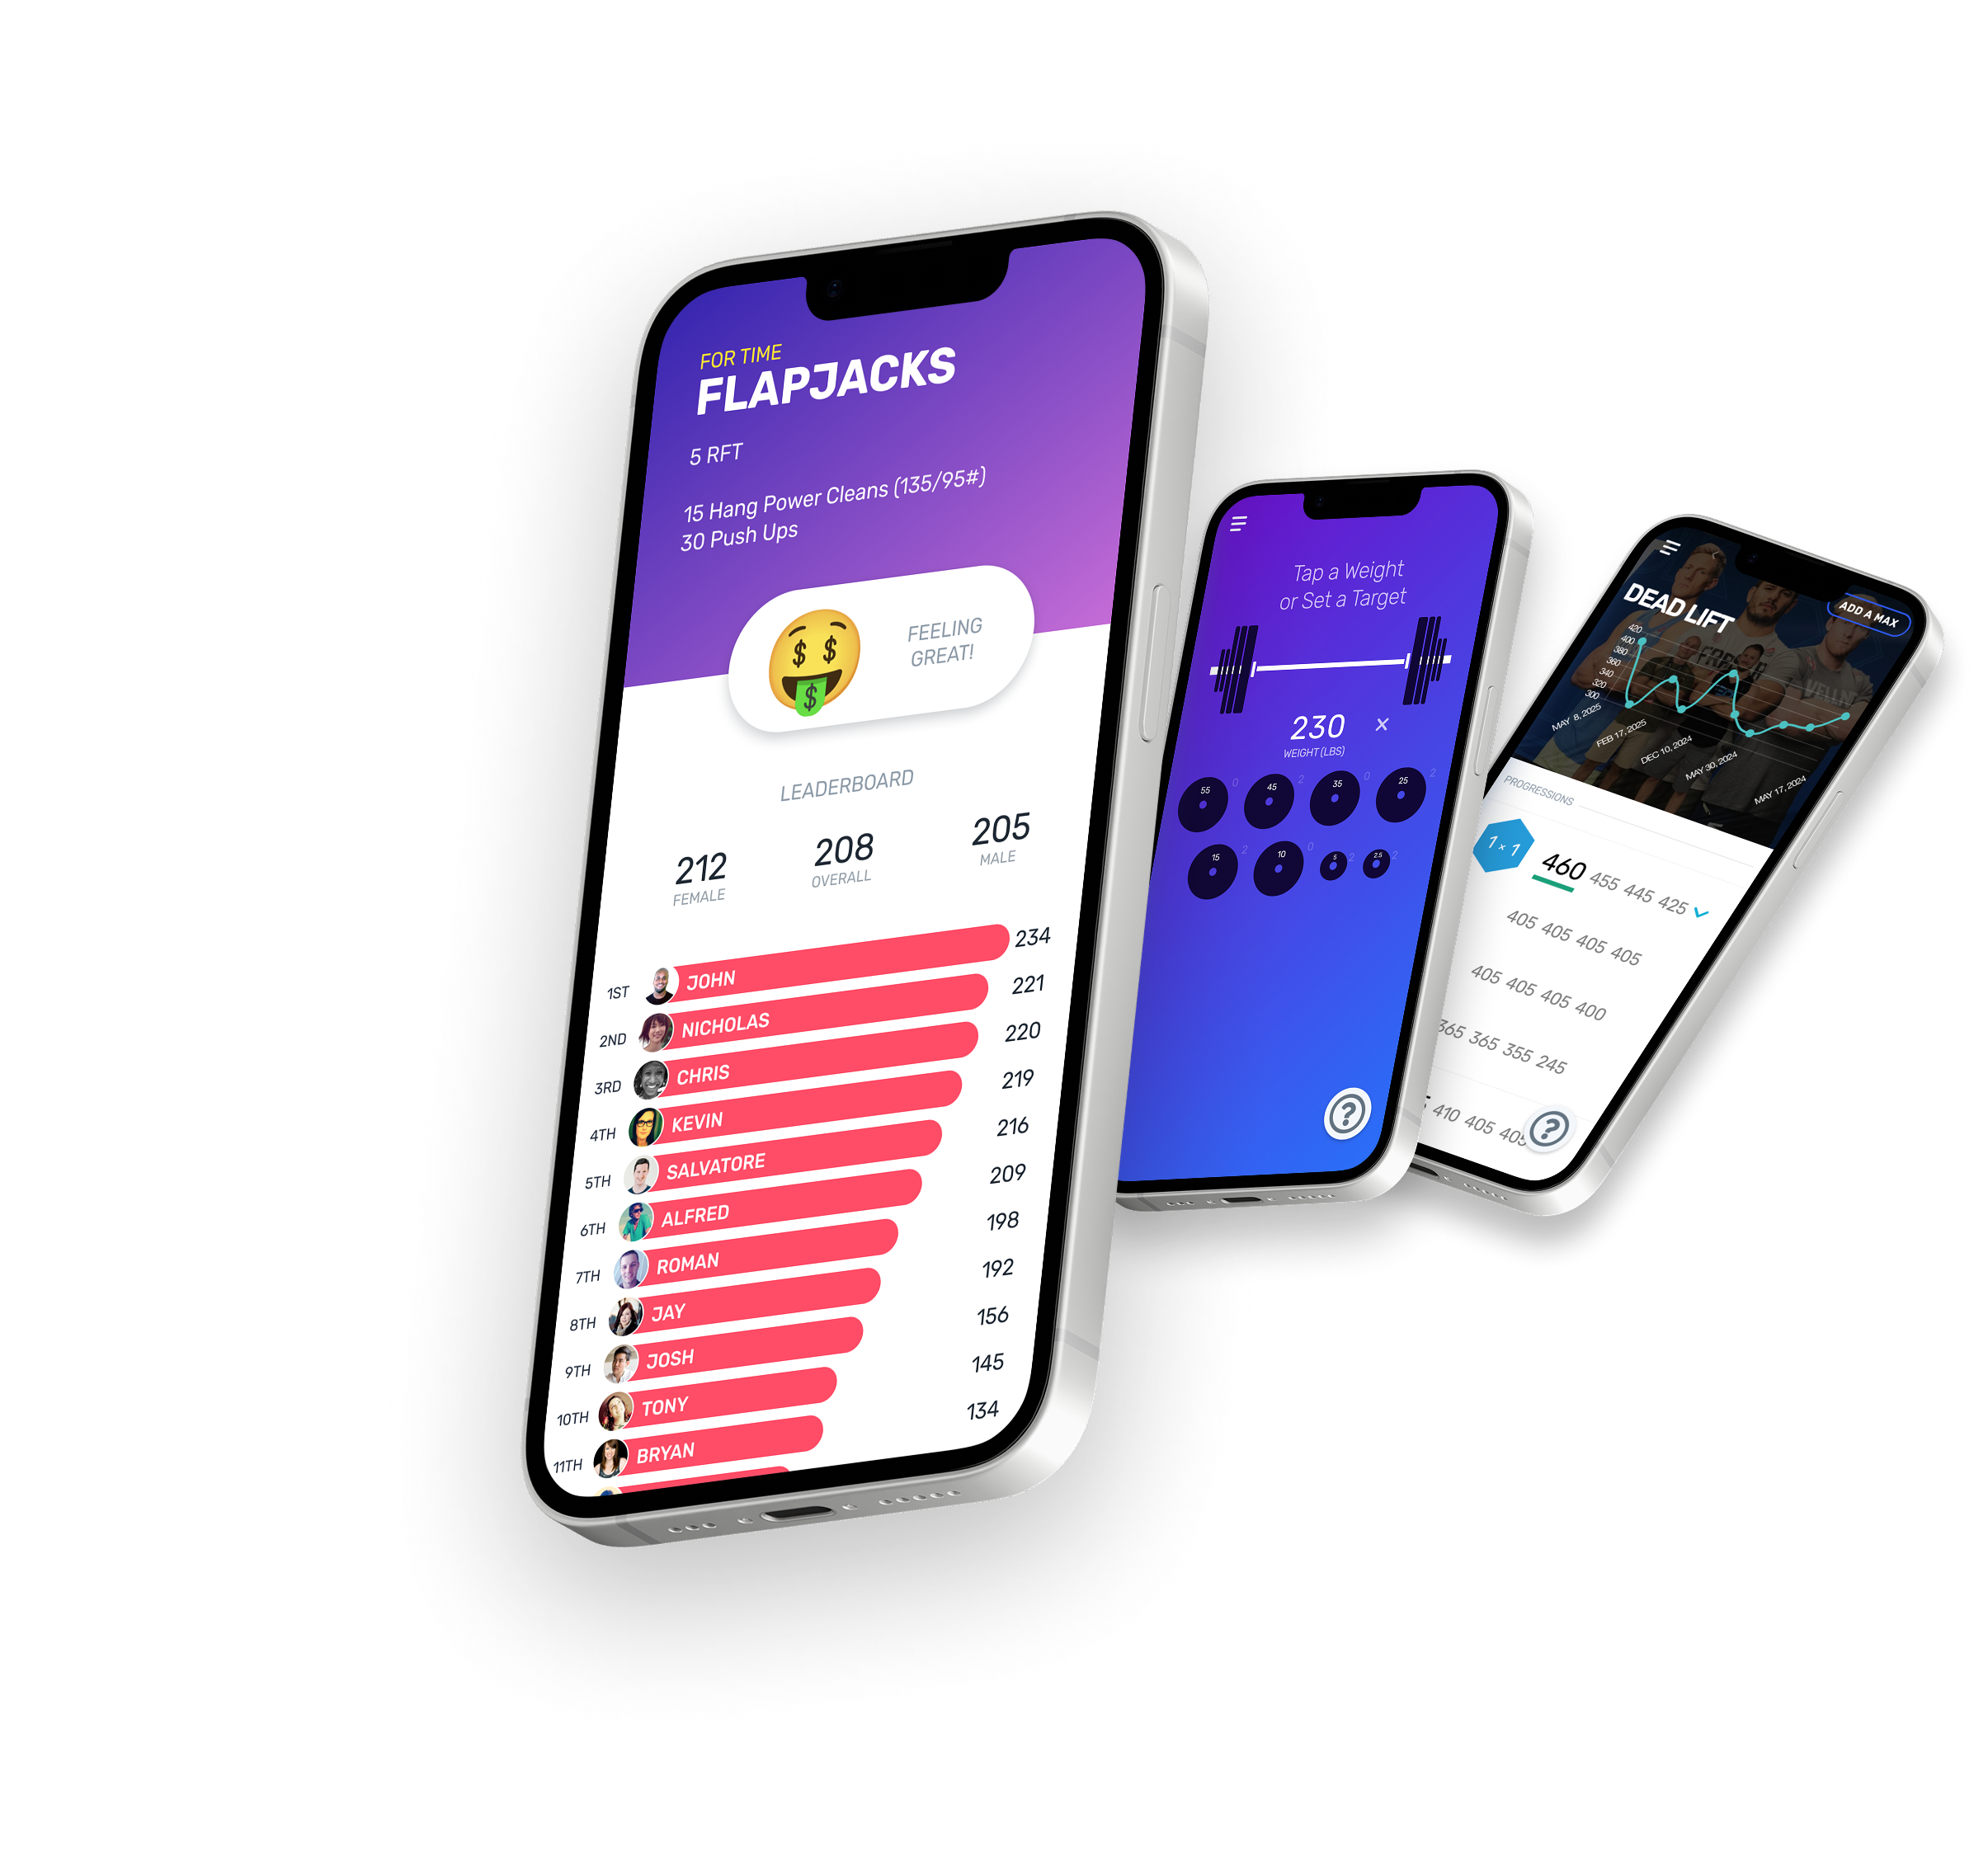 FOR TIME
FLAPJACKS
5 RFT
15 Hang Power Cleans (135/95#)
30 Push Ups
FEELING
GREAT!
LEADERBOARD
212
FEMALE
208
OVERALL
205
MALE
1ST JOHN 234
2ND NICHOLAS 221
3RD CHRIS 220
4TH KEVIN 219
5TH SALVATORE 216
6TH ALFRED 209
7TH ROMAN 198
8TH JAY 192
9TH JOSH 156
10TH TONY 145
11TH BRYAN 134
Tap a Weight
or Set a Target
230 ×
WEIGHT (LBS)
55 0 45 2 35 0 25 2
15 2 10 0 5 2 2.5 2
DEAD LIFT
ADD A MAX
420
400
380
360
340
320
300
MAY 8, 2025
FEB 17, 2025
DEC 10, 2024
MAY 30, 2024
MAY 17, 2024
PROGRESSIONS
1 × 1 460 455 445 425
405 405 405 405
405 405 405 400
365 365 355 245
410 405 405